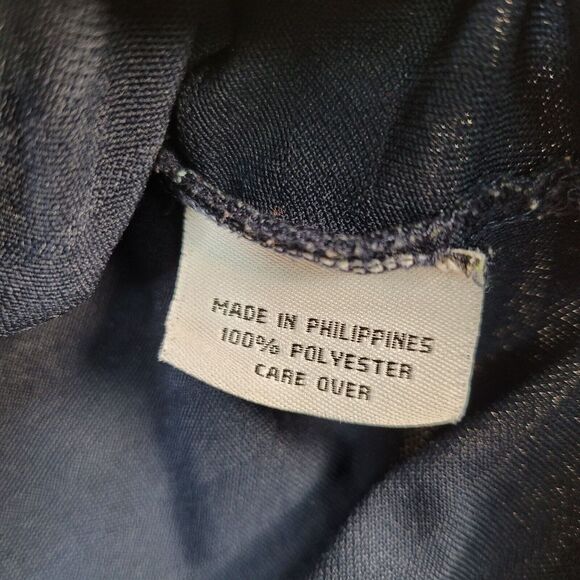 MADE IN PHILIPPINES
100% POLYESTER
CARE OVER